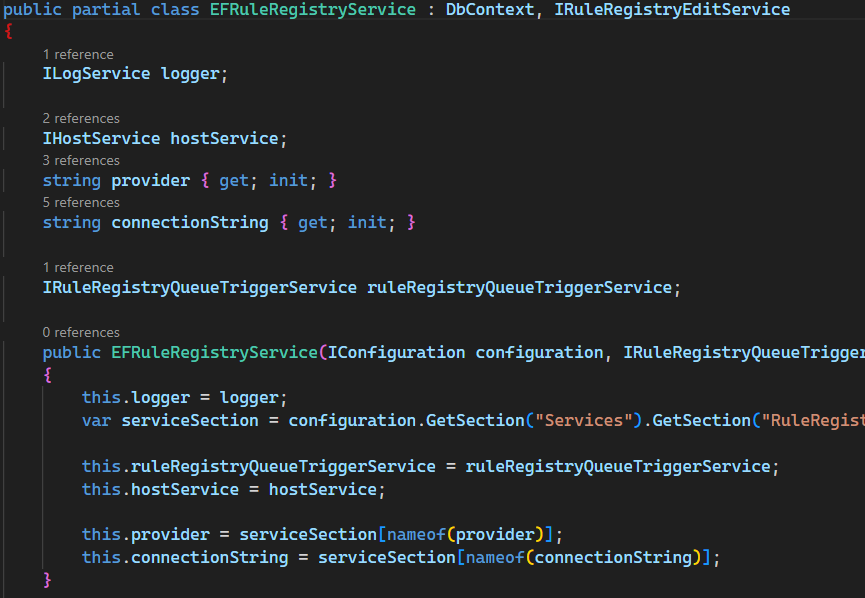 public partial class EFRuleRegistryService : DbContext, IRuleRegistryEditService
{
1 reference
ILogService logger;
2 references
IHostService hostService;
3 references
string provider { get; init; }
5 references
string connectionString { get; init; }
1 reference
IRuleRegistryQueueTriggerService ruleRegistryQueueTriggerService;
0 references
public EFRuleRegistryService(IConfiguration configuration, IRuleRegistryQueueTrigger
{
this.logger = logger;
var serviceSection = configuration.GetSection("Services").GetSection("RuleRegist
this.ruleRegistryQueueTriggerService = ruleRegistryQueueTriggerService;
this.hostService = hostService;
this.provider = serviceSection[nameof(provider)];
this.connectionString = serviceSection[nameof(connectionString)];
}